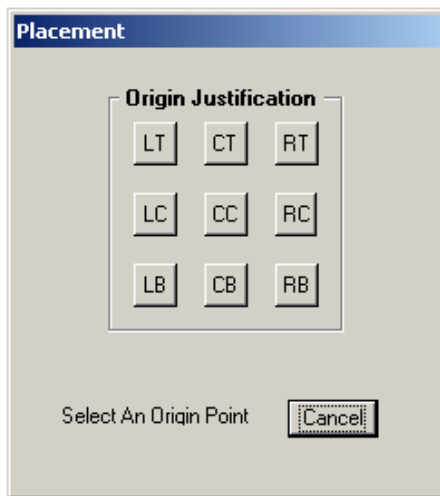 Placement
Origin Justification
LT CT RT
LC CC RC
LB CB RB
Select An Origin Point Cancel